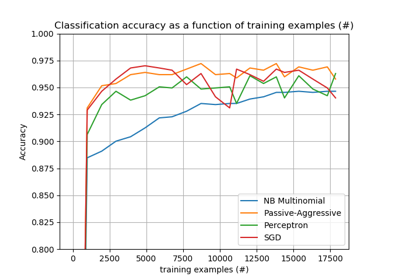 Classification accuracy as a function of training examples (#)
1.000
0.975
0.950
0.925
0.900
0.875
0.850
0.825
0.800
Accuracy
NB Multinomial
Passive-Aggressive
Perceptron
SGD
0 2500 5000 7500 10000 12500 15000 17500
training examples (#)